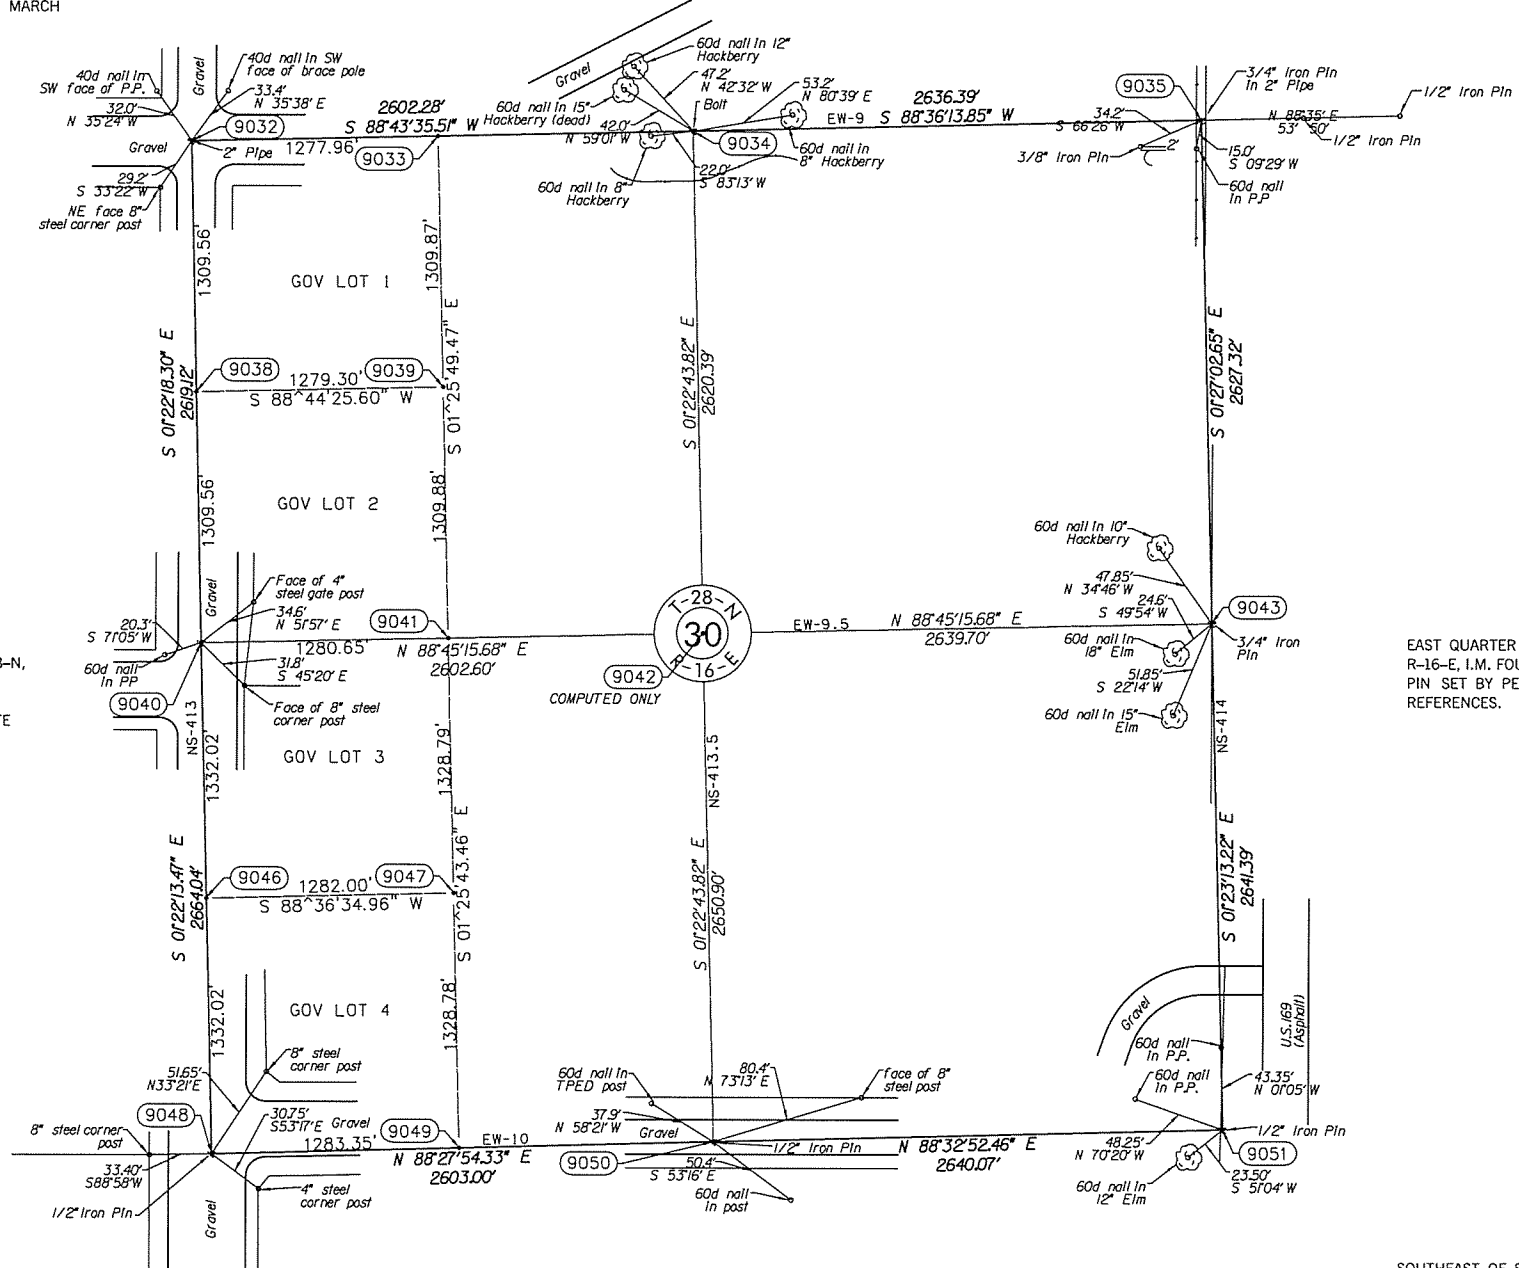 MARCH
40d nail in
SW face of P.P.
32.0'
N 35°24' W
Gravel
40d nail in SW
face of brace pole
33.4'
N 35°38' E
9032
2" Pipe
Gravel
29.2'
S 33°22' W
NE face 8"
steel corner post
2602.28'
S 88°43'35.51" W
1277.96'
9033
Gravel
60d nail in 12"
Hackberry
47.2'
N 42°32' W
60d nail in 15"
Hackberry (dead)
42.0'
N 59°01' W
Bolt
53.2'
N 80°39' E
9034
60d nail in
8" Hackberry
22.0'
S 83°13' W
60d nail in 8"
Hackberry
EW-9
2636.39'
S 88°36'13.85" W
9035
3/4" Iron Pin
in 2" Pipe
1/2" Iron Pin
34.2'
S 66°26' W
N 88°35' E
53' 50'
1/2" Iron Pin
3/8" Iron Pin
2'
15.0'
S 09°29' W
60d nail
in P.P
1309.56'
GOV LOT 1
1309.87'
S 01°22'18.30" E
2619.12'
9038
9039
1279.30'
S 88^44'25.60" W
S 01^25'49.47" E
S 01°22'43.82" E
2620.39'
S 01°27'02.65" E
2627.32'
1309.56'
GOV LOT 2
1309.88'
60d nail in 10"
Hackberry
47.85'
N 34°46' W
24.6'
S 49°54' W
9043
60d nail in
18" Elm
3/4" Iron
Pin
51.85'
S 22°14' W
60d nail in 15"
Elm
Gravel
Face of 4"
steel gate post
34.6'
N 51°57' E
20.3'
S 71°05' W
60d nail
in PP
9040
31.8'
S 45°20' E
Face of 8" steel
corner post
9041
1280.65'
N 88°45'15.68" E
2602.60'
T-28-N
30
R-16-E
9042
COMPUTED ONLY
EW-9.5
N 88°45'15.68" E
2639.70'
EAST QUARTER
R-16-E, I.M. FOU
PIN SET BY PE
REFERENCES.
-N,
TE
NS-413
1332.02'
GOV LOT 3
1328.79'
NS-413.5
NS-414
S 01°22'13.47" E
2664.04'
9046
9047
1282.00'
S 88^36'34.96" W
S 01^25'43.46" E
S 01°22'43.82" E
2650.90'
S 01°23'13.22" E
2641.39'
1332.02'
GOV LOT 4
1328.78'
Gravel
U.S.169
(Asphalt)
8" steel
corner post
51.65'
N33°21'E
9048
8" steel corner
post
33.40'
S88°58'W
1/2" Iron Pin
30.75'
S53°17'E
Gravel
1283.35'
9049
4" steel
corner post
Gravel
EW-10
N 88°27'54.33" E
2603.00'
60d nail in
TPED post
37.9'
N 58°21' W
Gravel
80.4'
N 73°13' E
face of 8"
steel post
9050
1/2" Iron Pin
50.4'
S 53°16' E
60d nail
in post
N 88°32'52.46" E
2640.07'
60d nail
in P.P.
60d nail
in P.P.
43.35'
N 01°05' W
1/2" Iron Pin
48.25'
N 70°20' W
9051
60d nail in
12" Elm
23.50'
S 51°04' W